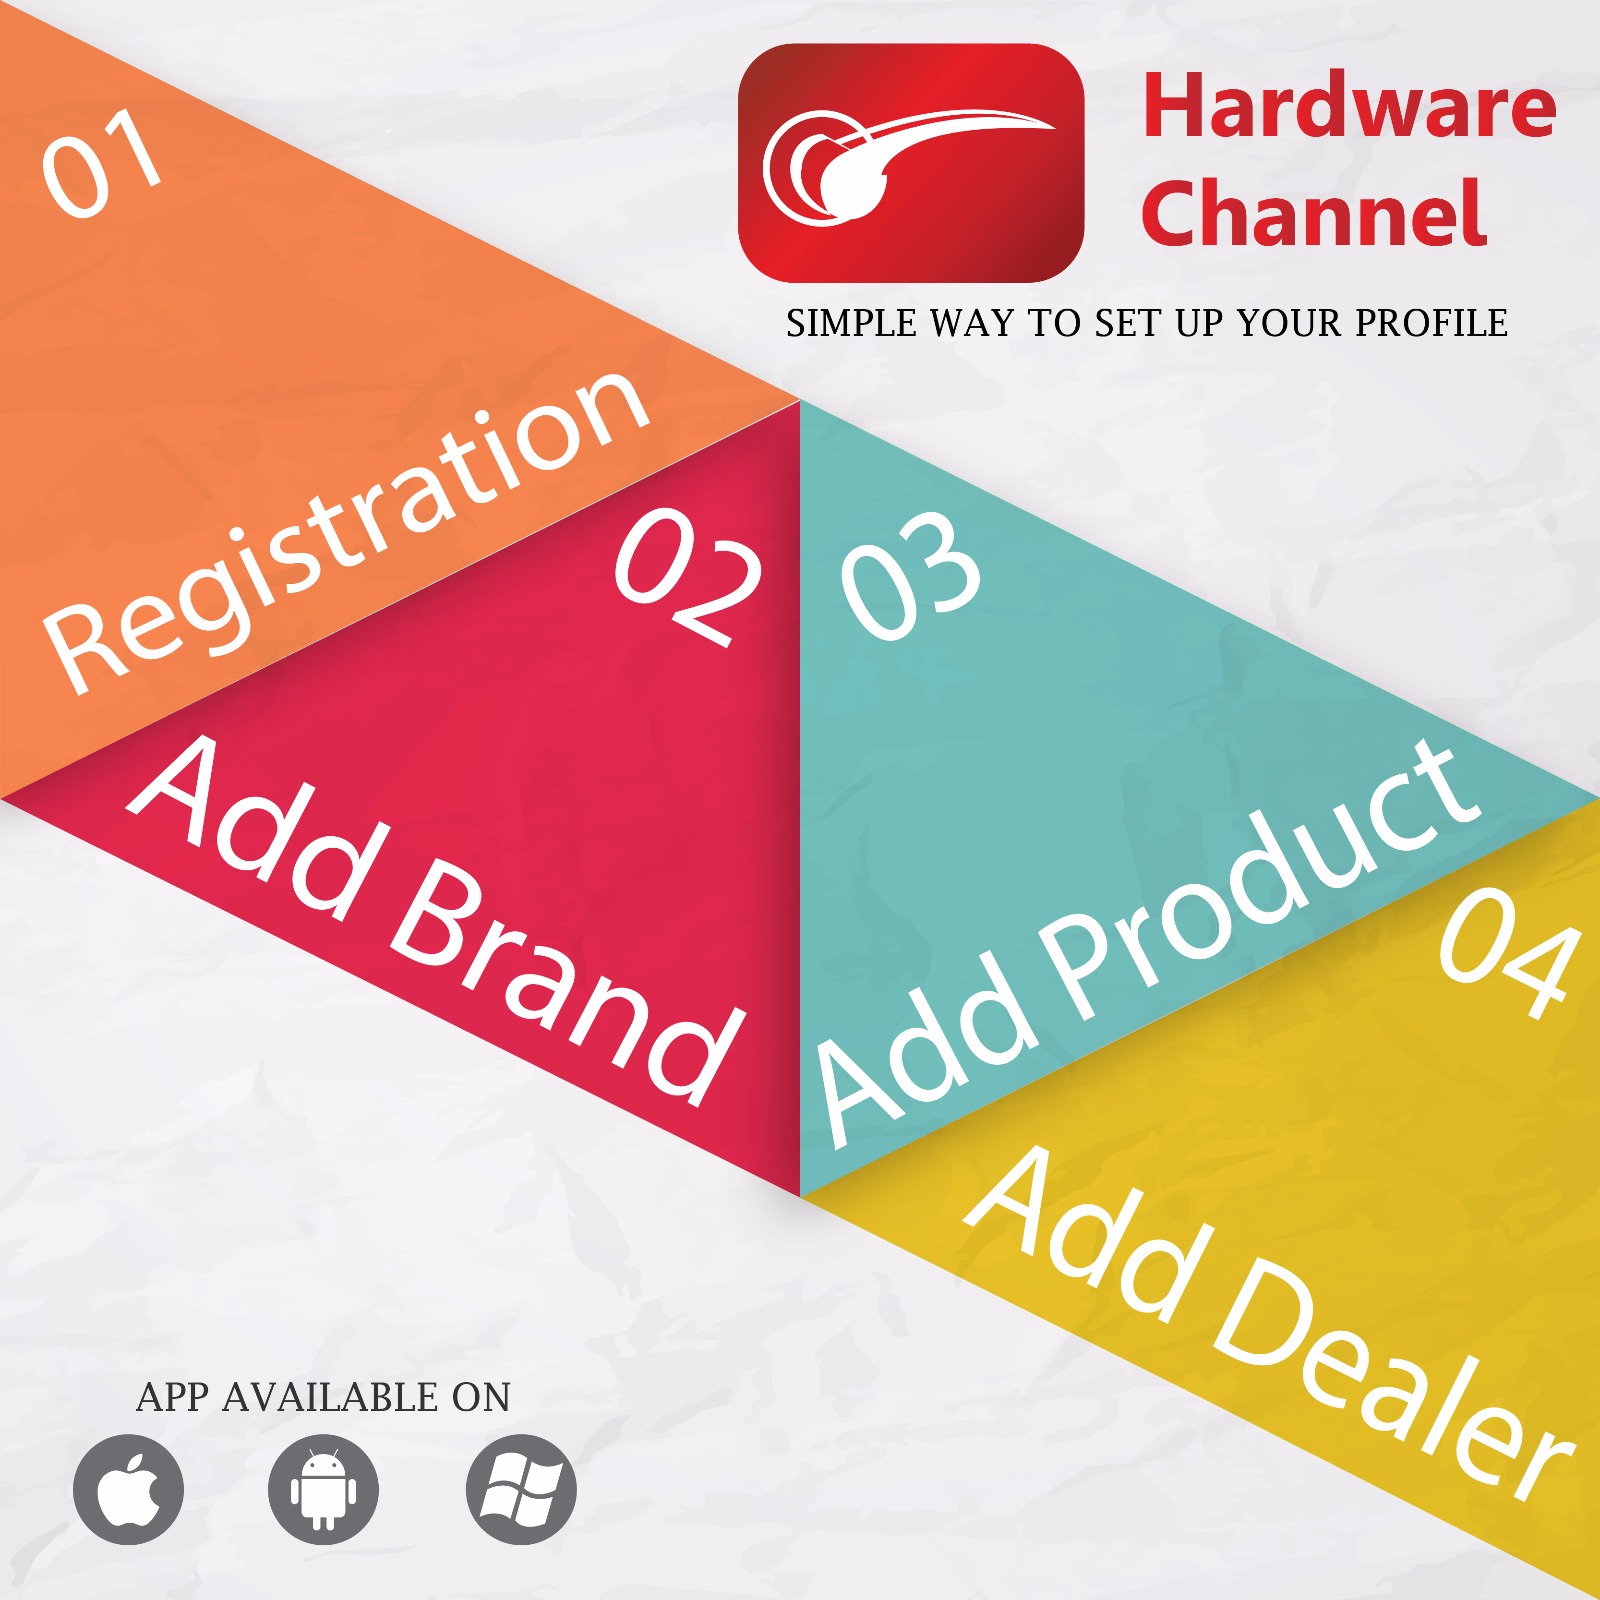 Hardware
Channel
SIMPLE WAY TO SET UP YOUR PROFILE
01
Registration
02
Add Brand
03
Add Product
04
Add Dealer
APP AVAILABLE ON